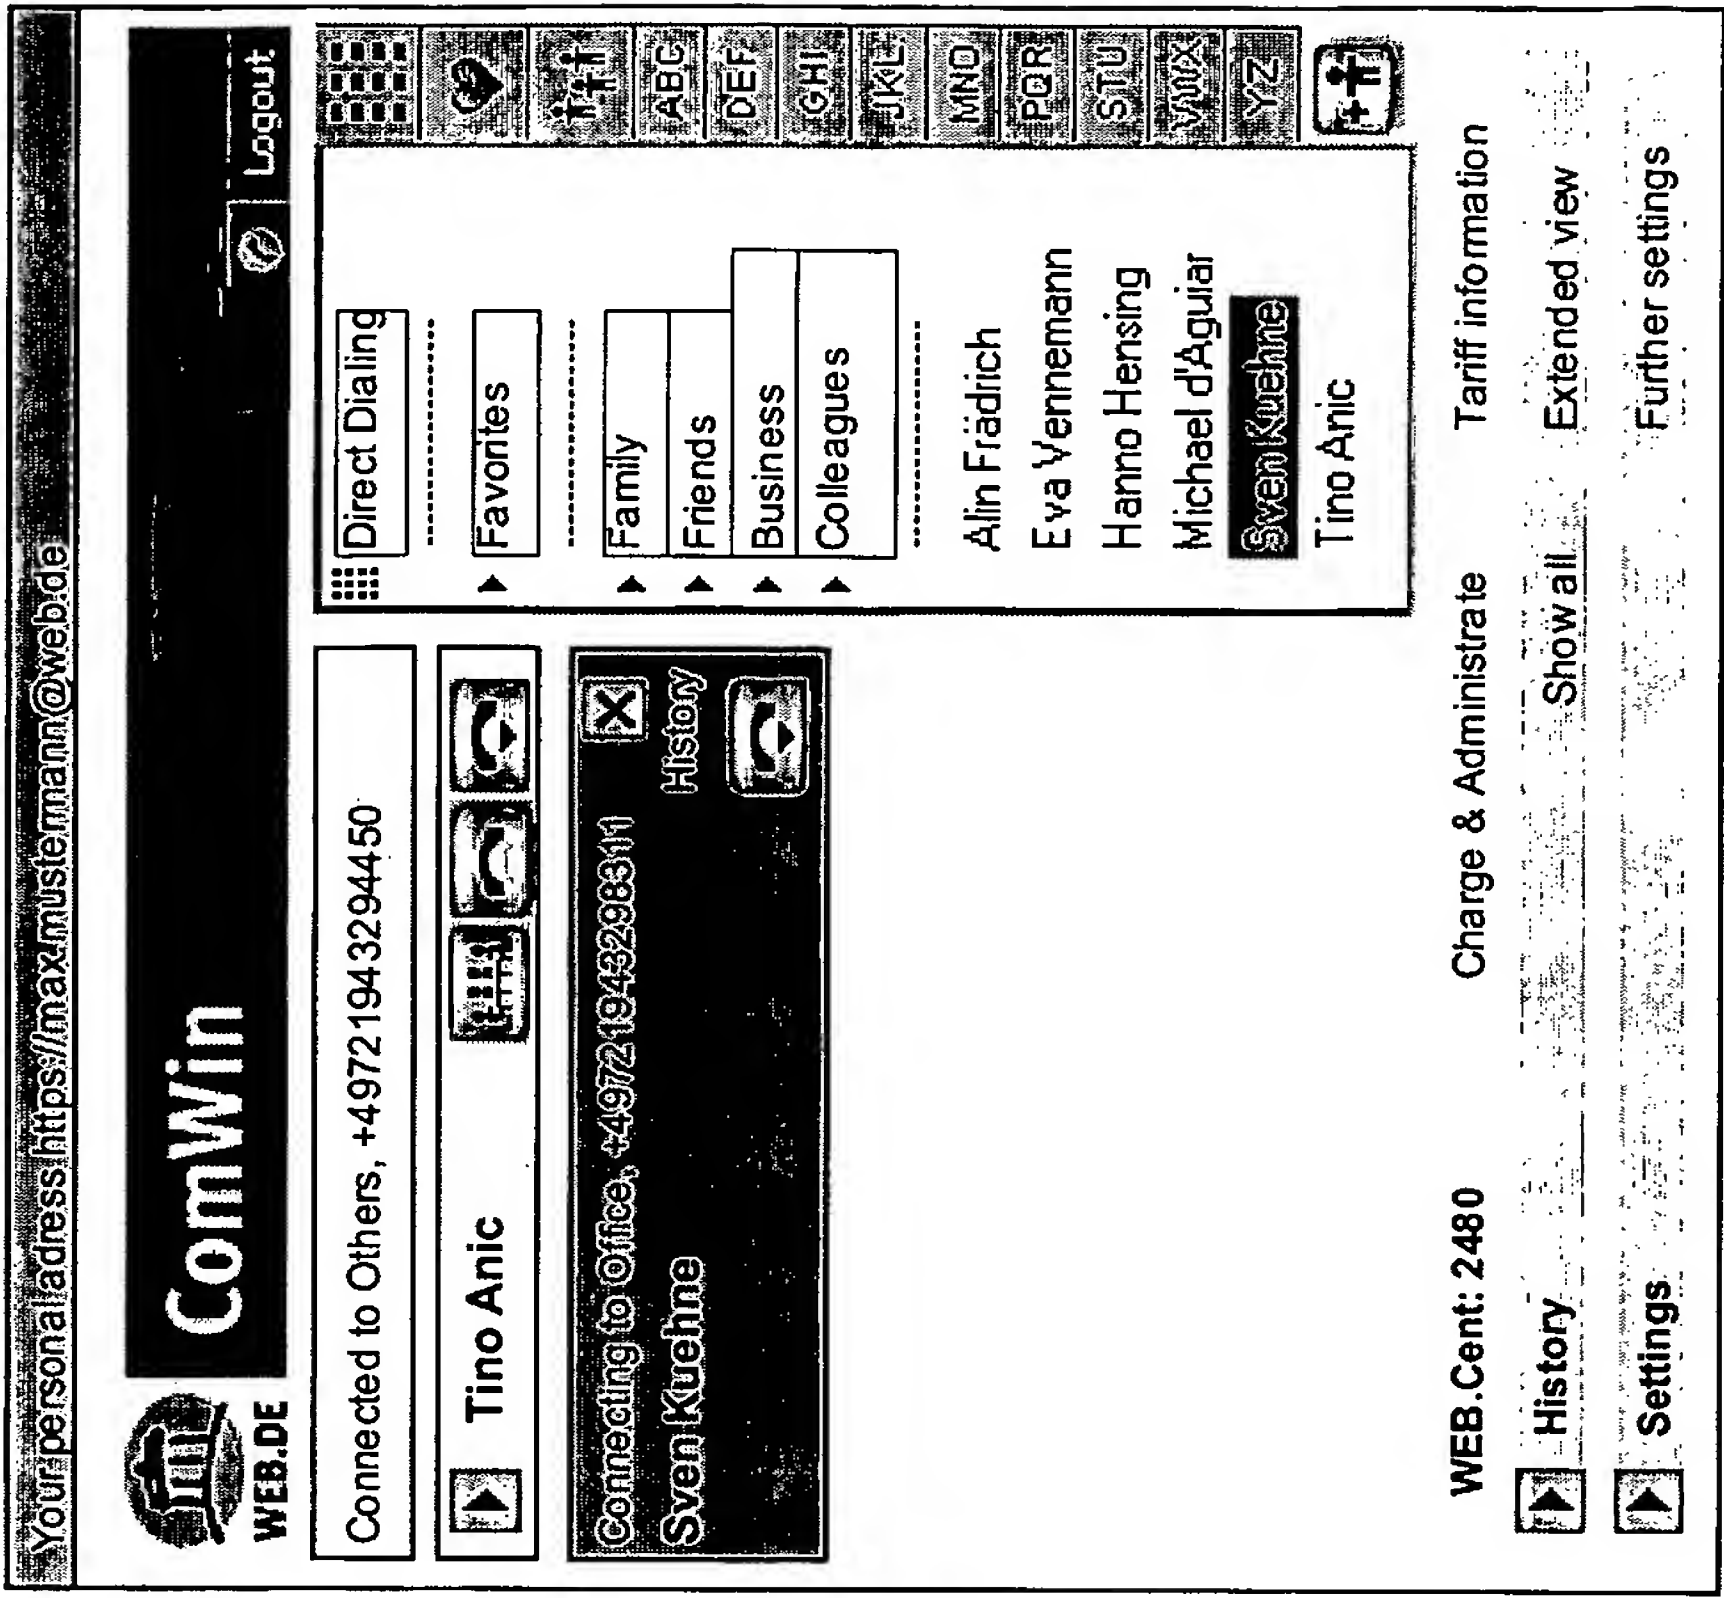 Your personal adress:https://max.mustermann@web.de
WEB.DE
ComWin
Logout
Connected to Others, +49721943294450
Tino Anic
Connecting to Office, +49721943298311
Sven Kuehne
History
X
Direct Dialing
Favorites
Family
Friends
Business
Colleagues
Alin Frädrich
Eva Vennemann
Hanno Hensing
Michael d'Aguiar
Sven Kuehne
Tino Anic
ABC
DEF
GHI
JKL
MNO
PQR
STU
VWX
YZ
WEB.Cent: 2480
Charge & Administrate
Tariff information
History
Show all
Extended view
Settings
Further settings